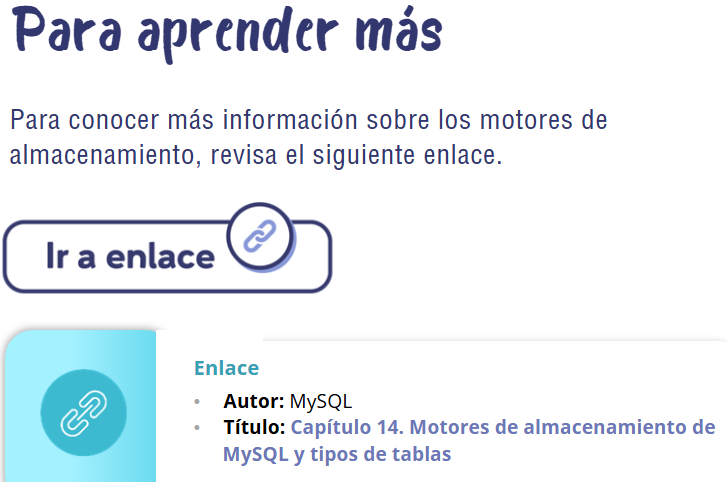 Para aprender más
Para conocer más información sobre los motores de
almacenamiento, revisa el siguiente enlace.
Ir a enlace
Enlace
• Autor: MySQL
• Título: Capítulo 14. Motores de almacenamiento de
MySQL y tipos de tablas